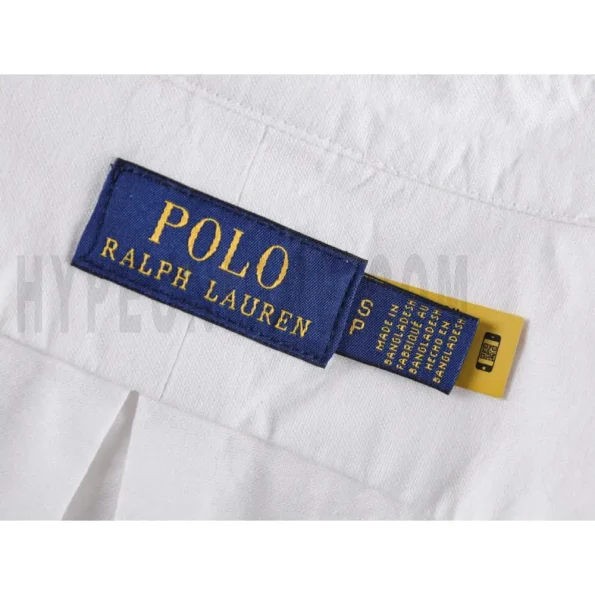 POLO
RALPH LAUREN
S
P
MADE IN
BANGLADESH
FABRIQUÉ AU
BANGLADESH
HECHO EN
BANGLADESH